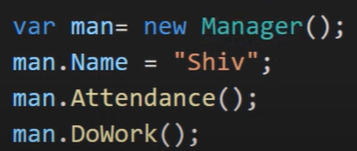 var man= new Manager();
man.Name = "Shiv";
man.Attendance();
man.DoWork();